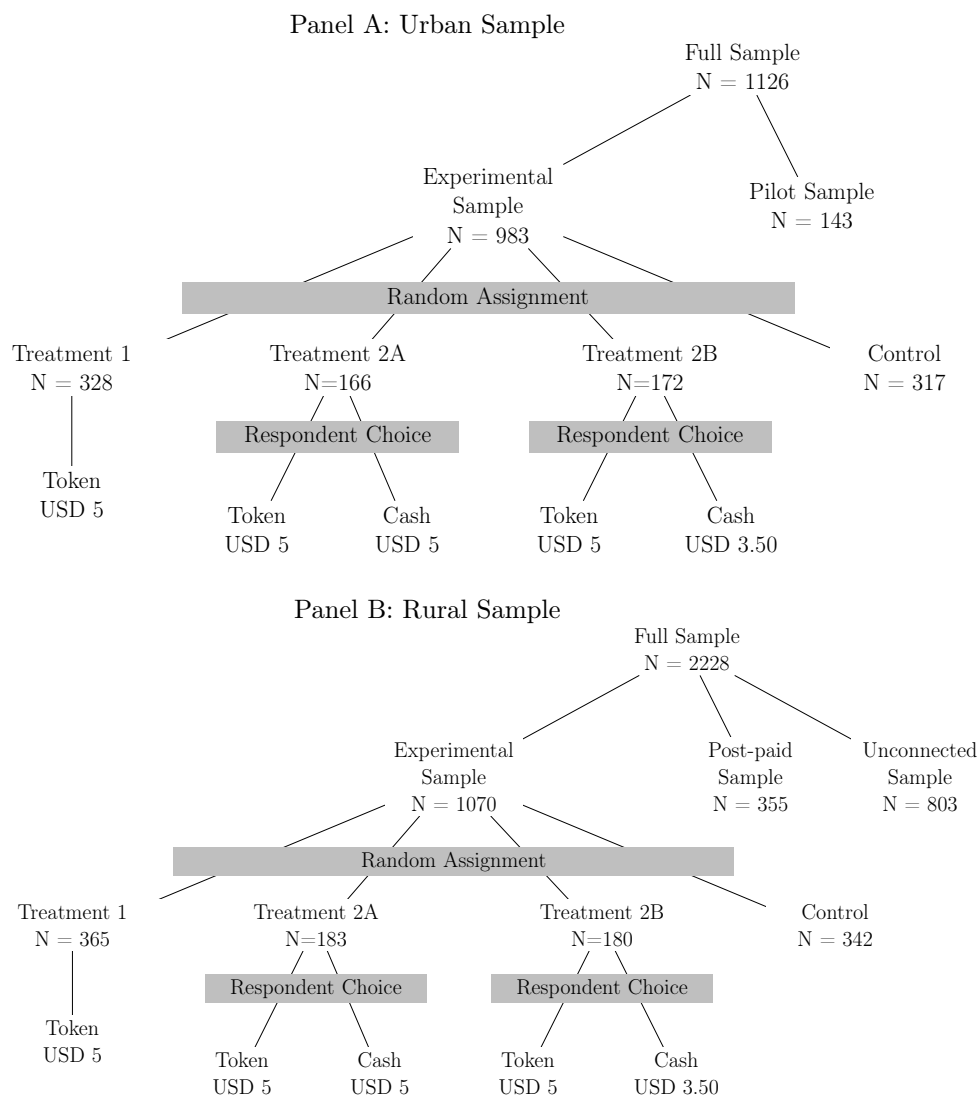 Panel A: Urban Sample
Full Sample
N = 1126
Experimental
Sample
N = 983
Pilot Sample
N = 143
Random Assignment
Treatment 1
N = 328
Treatment 2A
N=166
Treatment 2B
N=172
Control
N = 317
Respondent Choice
Respondent Choice
Token
USD 5
Token
USD 5
Cash
USD 5
Token
USD 5
Cash
USD 3.50
Panel B: Rural Sample
Full Sample
N = 2228
Experimental
Sample
N = 1070
Post-paid
Sample
N = 355
Unconnected
Sample
N = 803
Random Assignment
Treatment 1
N = 365
Treatment 2A
N=183
Treatment 2B
N=180
Control
N = 342
Respondent Choice
Respondent Choice
Token
USD 5
Token
USD 5
Cash
USD 5
Token
USD 5
Cash
USD 3.50